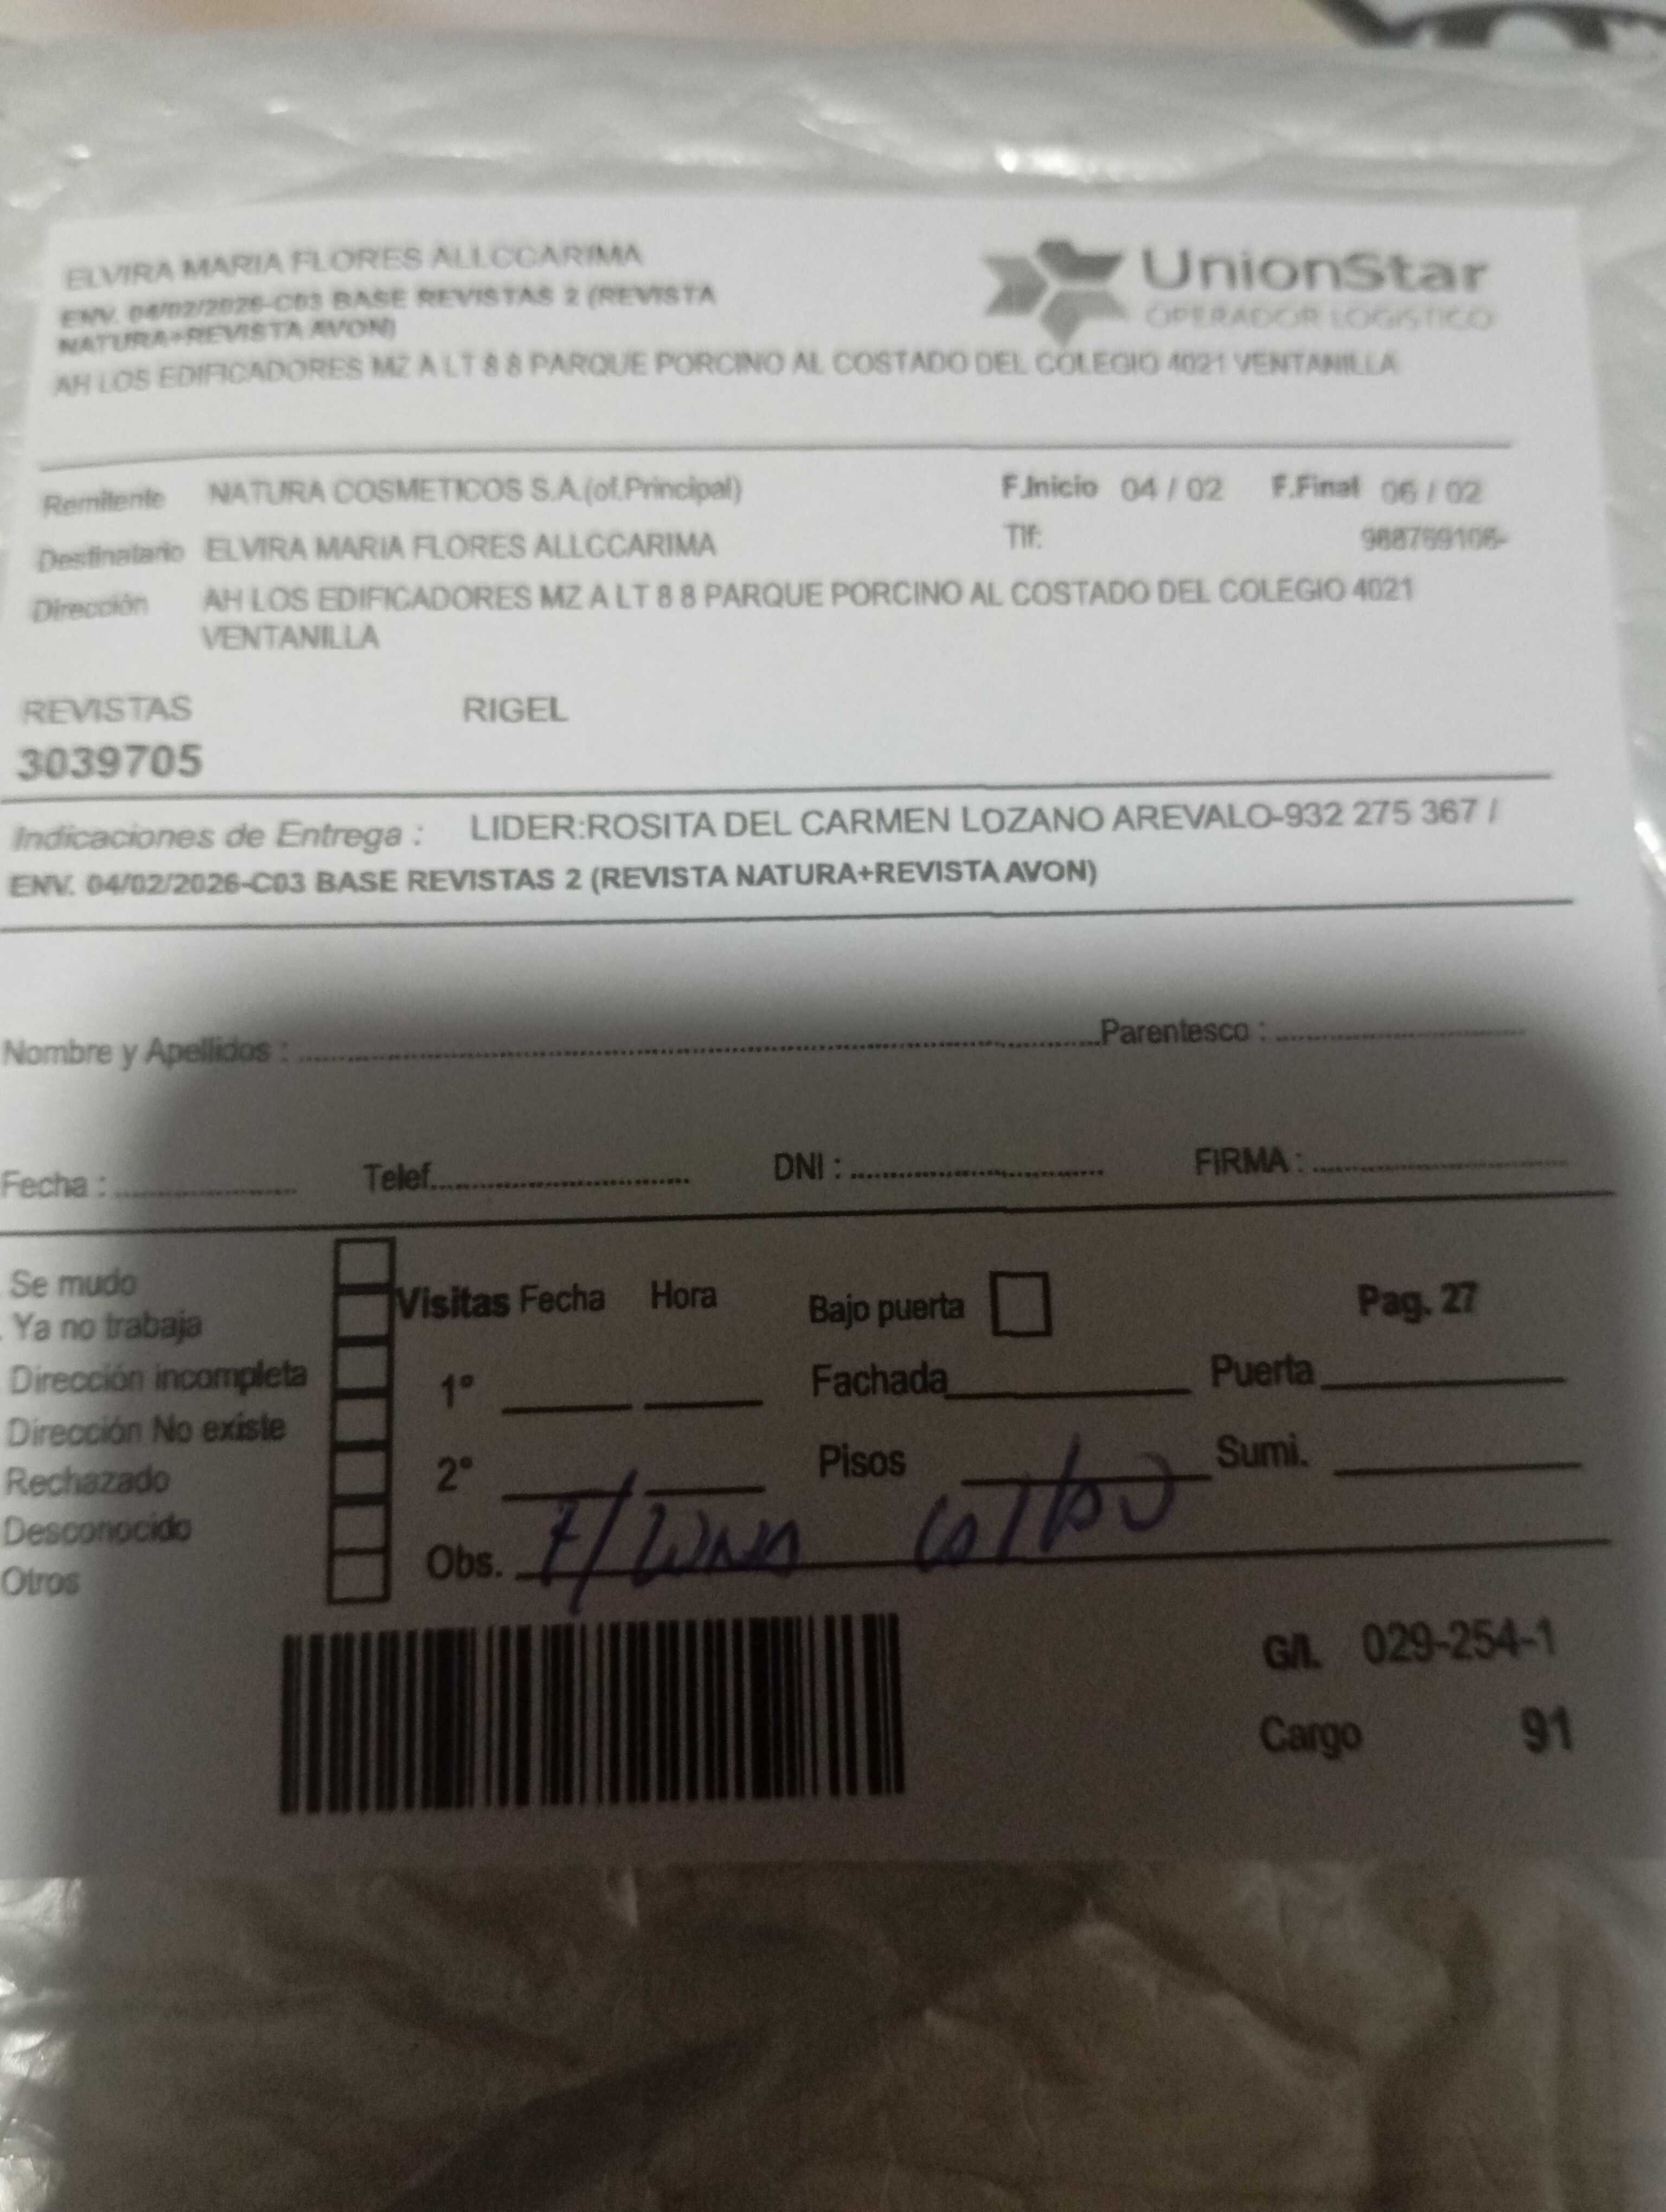 ELVIRA MARIA FLORES ALLCCARIMA
ENV. 04/02/2026-C03 BASE REVISTAS 2 (REVISTA
NATURA+REVISTA AVON)
AH LOS EDIFICADORES MZ A LT 8 8 PARQUE PORCINO AL COSTADO DEL COLEGIO 4021 VENTANILLA
UnionStar
OPERADOR LOGISTICO
Remitente NATURA COSMETICOS S.A.(of.Principal) F.Inicio 04 / 02 F.Final 06 / 02
Destinatario ELVIRA MARIA FLORES ALLCCARIMA Tlf: 988769106-
Dirección AH LOS EDIFICADORES MZ A LT 8 8 PARQUE PORCINO AL COSTADO DEL COLEGIO 4021
VENTANILLA
REVISTAS RIGEL
3039705
Indicaciones de Entrega : LIDER:ROSITA DEL CARMEN LOZANO AREVALO-932 275 367 /
ENV. 04/02/2026-C03 BASE REVISTAS 2 (REVISTA NATURA+REVISTA AVON)
Nombre y Apellidos : Parentesco :
Fecha : Telef. DNI : FIRMA :
Se mudo
Ya no trabaja
Dirección incompleta
Dirección No existe
Rechazado
Desconocido
Otros
Visitas Fecha Hora Bajo puerta Pag. 27
1° Fachada Puerta
2° Pisos Sumi.
Obs.
G/L 029-254-1
Cargo 91